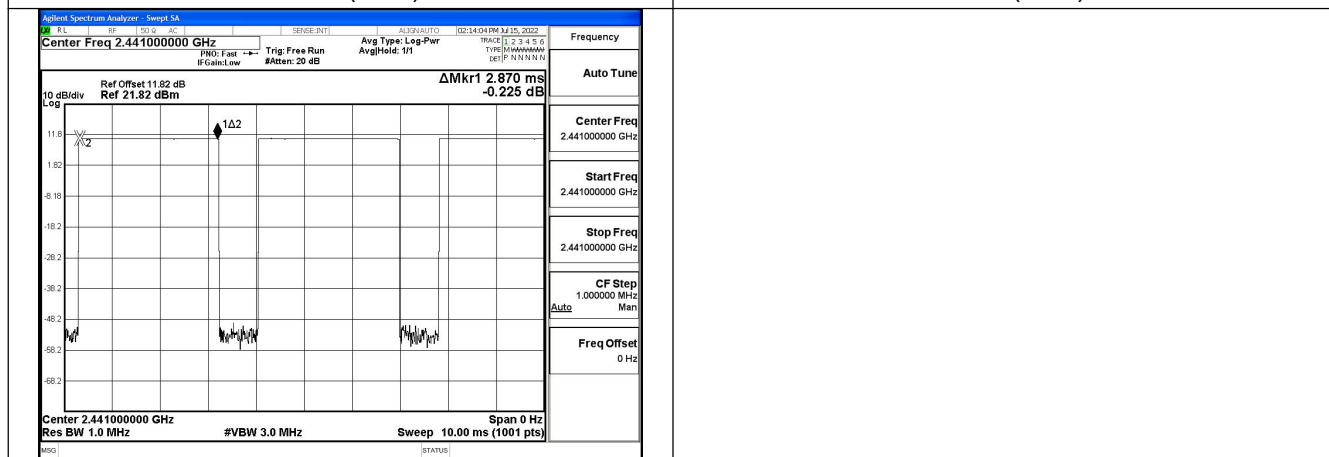 Agilent Spectrum Analyzer - Swept SA
RL RF 50 Ω AC SENSE:INT ALIGNAUTO 02:14:04 PM Jul 15, 2022
Center Freq 2.441000000 GHz
PNO: Fast
IFGain:Low
Trig: Free Run
#Atten: 20 dB
Avg Type: Log-Pwr
Avg|Hold: 1/1
TRACE 1 2 3 4 5 6
TYPE
DET P N N N N N
Ref Offset 11.82 dB
Ref 21.82 dBm
10 dB/div
Log
ΔMkr1 2.870 ms
-0.225 dB
1Δ2
2
11.8
1.82
-8.18
-18.2
-28.2
-38.2
-48.2
-58.2
-68.2
Center 2.441000000 GHz
Span 0 Hz
Res BW 1.0 MHz
#VBW 3.0 MHz
Sweep 10.00 ms (1001 pts)
MSG
STATUS
Frequency
Auto Tune
Center Freq
2.441000000 GHz
Start Freq
2.441000000 GHz
Stop Freq
2.441000000 GHz
CF Step
1.000000 MHz
Auto Man
Freq Offset
0 Hz